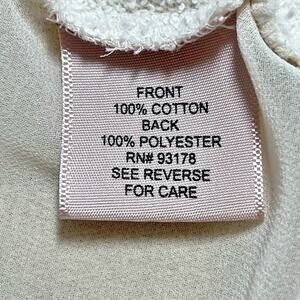 FRONT
100% COTTON
BACK
100% POLYESTER
RN# 93178
SEE REVERSE
FOR CARE